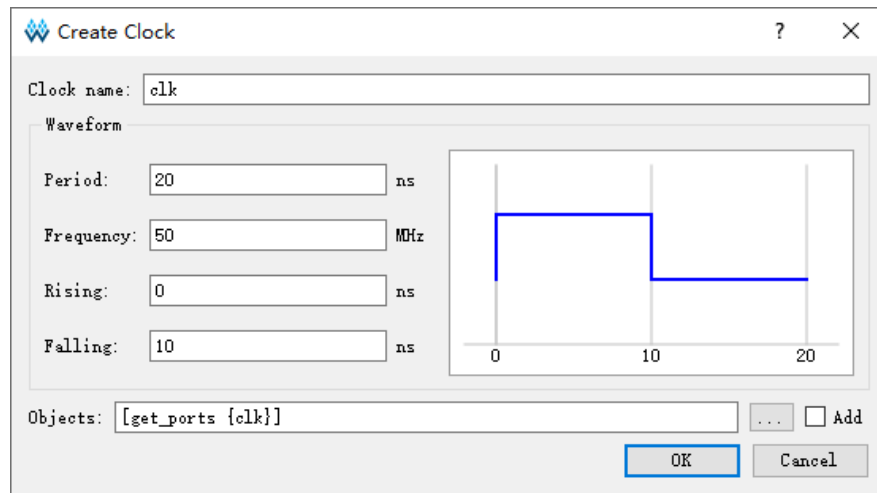 Create Clock
?
Clock name: clk
Waveform
Period: 20 ns
Frequency: 50 MHz
Rising: 0 ns
Falling: 10 ns
0 10 20
Objects: [get_ports {clk}] ... Add
OK Cancel